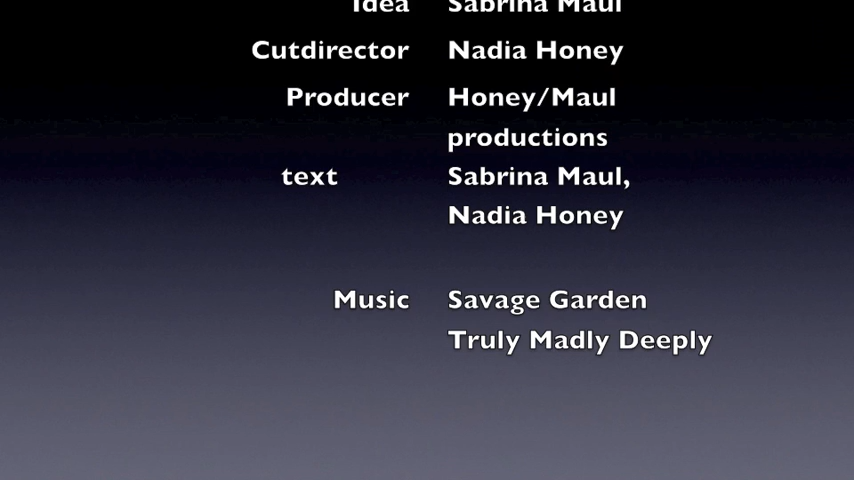 Idea Sabrina Maul
Cutdirector Nadia Honey
Producer Honey/Maul
productions
text Sabrina Maul,
Nadia Honey
Music Savage Garden
Truly Madly Deeply